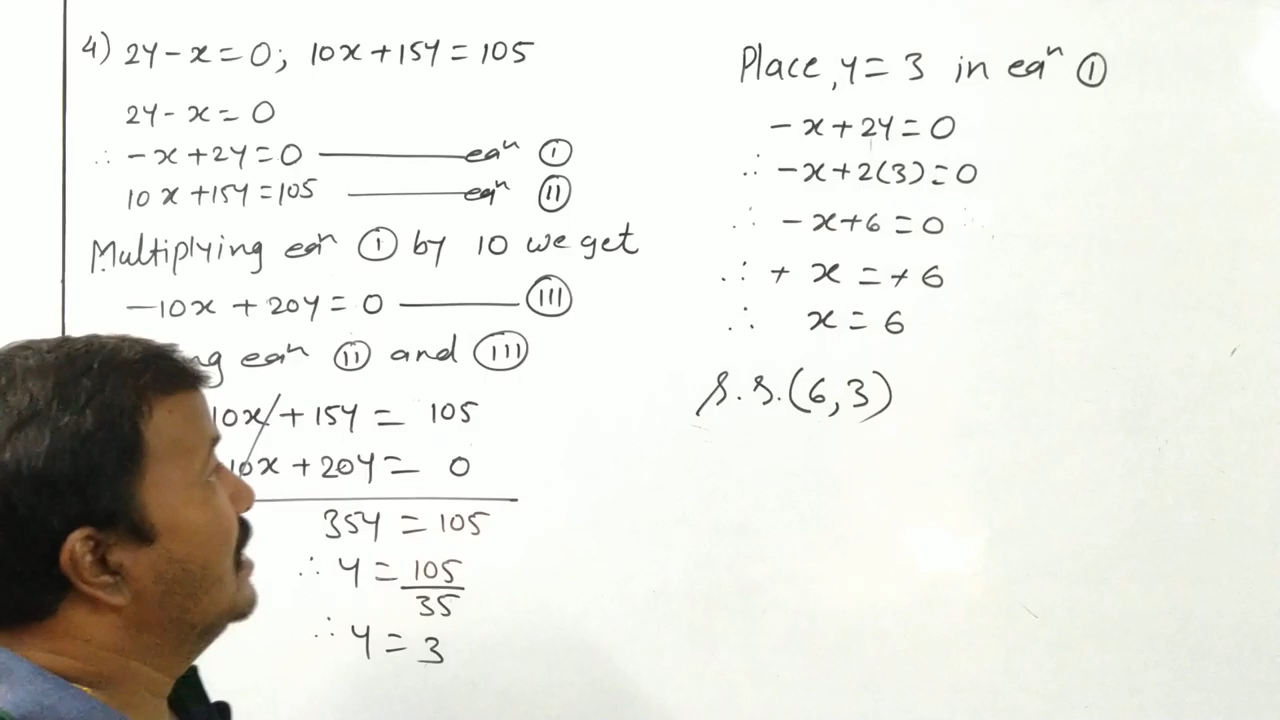 4) 2y - x = 0; 10x + 15y = 105
2y - x = 0
∴ -x + 2y = 0 eqⁿ Ⓘ
10x + 15y = 105 eqⁿ Ⓘⓘ
Multiplying eqⁿ Ⓘ by 10 we get
-10x + 20y = 0 (III)
ng eqⁿ (II) and (III)
10x + 15y = 105
10x + 20y = 0
35y = 105
∴ y = 105/35
∴ y = 3
Place, y = 3 in eqⁿ (I)
-x + 2y = 0
∴ -x + 2(3) = 0
∴ -x + 6 = 0
∴ + x = + 6
∴ x = 6
S.S. (6, 3)